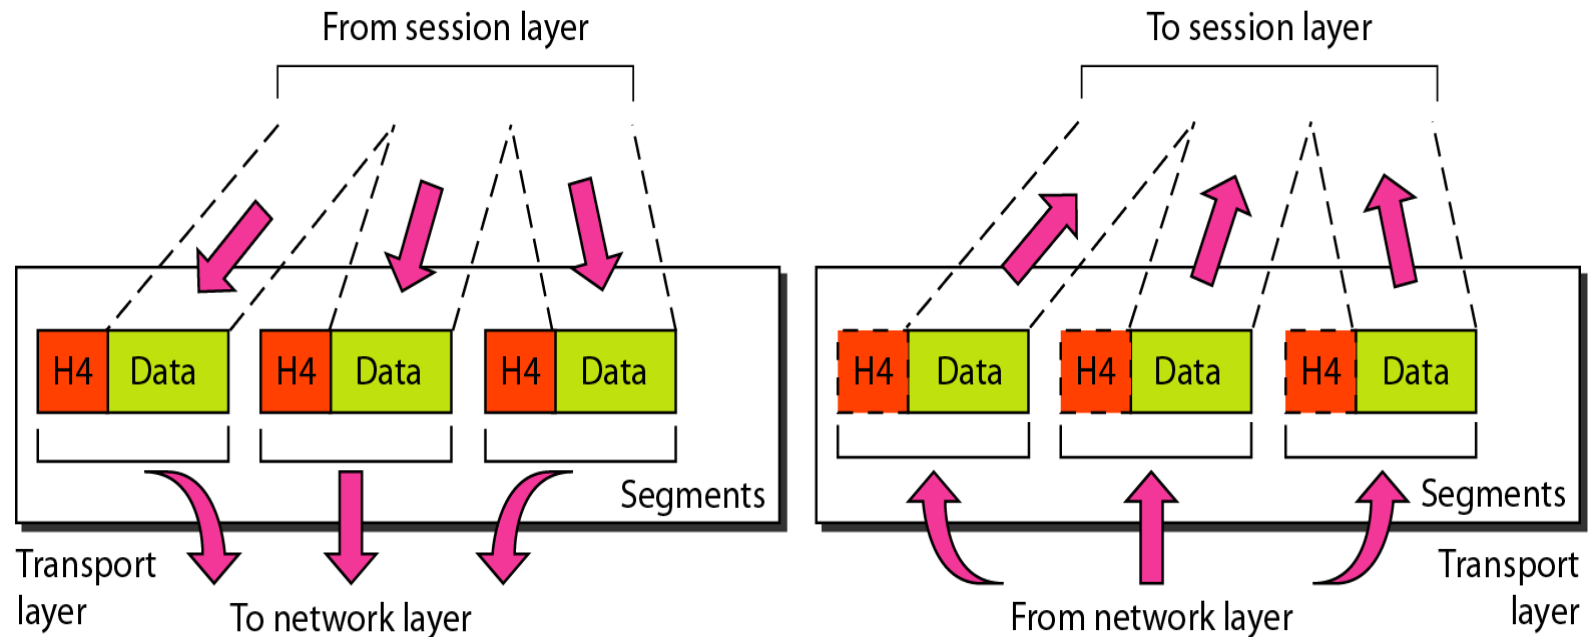 From session layer
H4 Data H4 Data H4 Data
Segments
Transport
layer
To network layer
To session layer
H4 Data H4 Data H4 Data
Segments
From network layer
Transport
layer